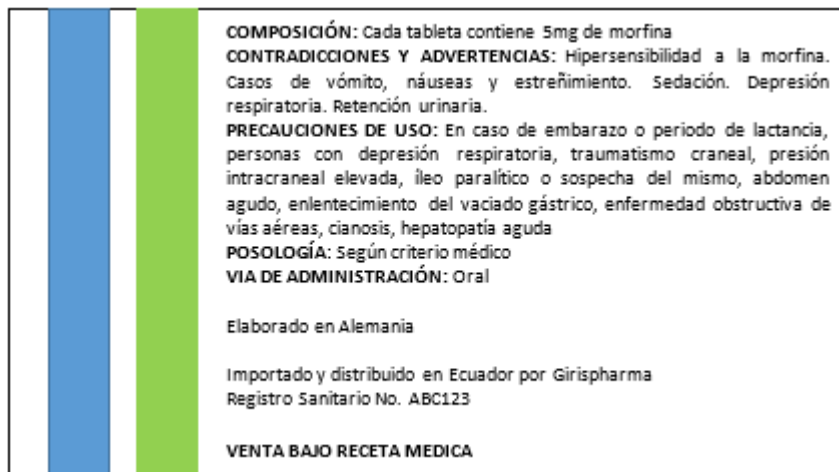 COMPOSICIÓN: Cada tableta contiene 5mg de morfina
CONTRADICCIONES Y ADVERTENCIAS: Hipersensibilidad a la morfina.
Casos de vómito, náuseas y estreñimiento. Sedación. Depresión
respiratoria. Retención urinaria.
PRECAUCIONES DE USO: En caso de embarazo o periodo de lactancia,
personas con depresión respiratoria, traumatismo craneal, presión
intracraneal elevada, íleo paralítico o sospecha del mismo, abdomen
agudo, enlentecimiento del vaciado gástrico, enfermedad obstructiva de
vías aéreas, cianosis, hepatopatía aguda
POSOLOGÍA: Según criterio médico
VIA DE ADMINISTRACIÓN: Oral
Elaborado en Alemania
Importado y distribuido en Ecuador por Girispharma
Registro Sanitario No. ABC123
VENTA BAJO RECETA MEDICA